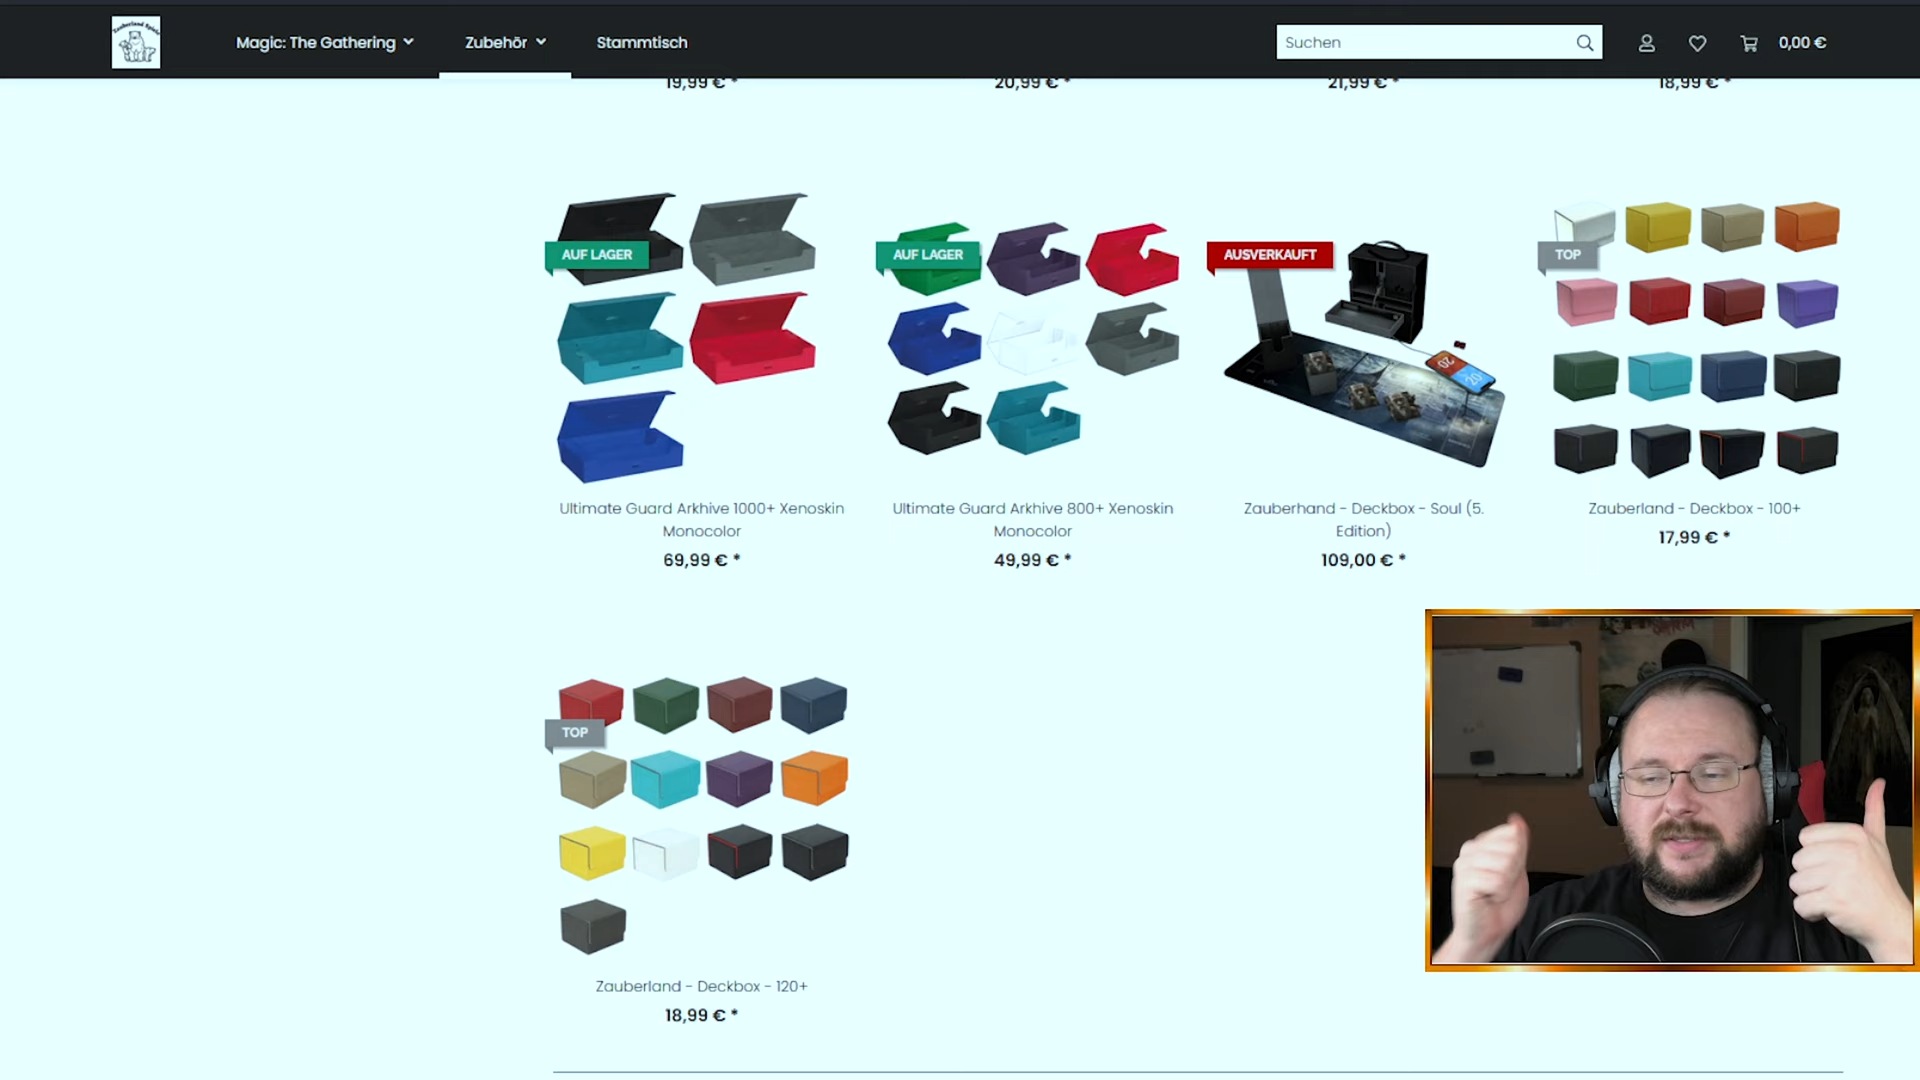 Zauberland Spiele
Magic: The Gathering
Zubehör
Stammtisch
Suchen
0,00 €
19,99 € *
20,99 € *
21,99 € *
18,99 € *
AUF LAGER
AUF LAGER
AUSVERKAUFT
TOP
Ultimate Guard Arkhive 1000+ Xenoskin
Monocolor
69,99 € *
Ultimate Guard Arkhive 800+ Xenoskin
Monocolor
49,99 € *
Zauberhand - Deckbox - Soul (5.
Edition)
109,00 € *
Zauberland - Deckbox - 100+
17,99 € *
TOP
Zauberland - Deckbox - 120+
18,99 € *